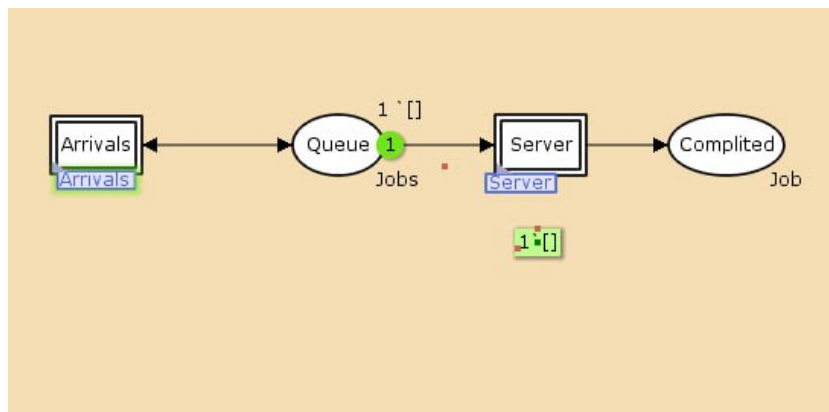 1`[]
Arrivals
Queue
1
Server
Complited
Arrivals
Jobs
Server
Job
1`[]